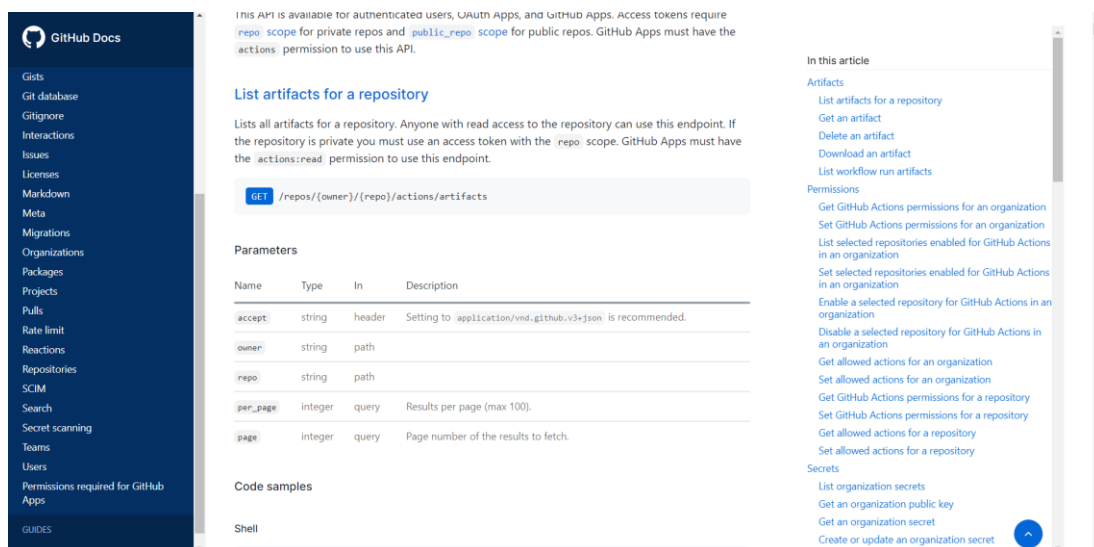 GitHub Docs
Gists
Git database
Gitignore
Interactions
Issues
Licenses
Markdown
Meta
Migrations
Organizations
Packages
Projects
Pulls
Rate limit
Reactions
Repositories
SCIM
Search
Secret scanning
Teams
Users
Permissions required for GitHub
Apps
GUIDES
This API is available for authenticated users, OAuth Apps, and GitHub Apps. Access tokens require
repo scope for private repos and public_repo scope for public repos. GitHub Apps must have the
actions permission to use this API.
List artifacts for a repository
Lists all artifacts for a repository. Anyone with read access to the repository can use this endpoint. If
the repository is private you must use an access token with the repo scope. GitHub Apps must have
the actions:read permission to use this endpoint.
GET /repos/{owner}/{repo}/actions/artifacts
Parameters
Name Type In Description
accept string header Setting to application/vnd.github.v3+json is recommended.
owner string path
repo string path
per_page integer query Results per page (max 100).
page integer query Page number of the results to fetch.
Code samples
Shell
In this article
Artifacts
List artifacts for a repository
Get an artifact
Delete an artifact
Download an artifact
List workflow run artifacts
Permissions
Get GitHub Actions permissions for an organization
Set GitHub Actions permissions for an organization
List selected repositories enabled for GitHub Actions
in an organization
Set selected repositories enabled for GitHub Actions
in an organization
Enable a selected repository for GitHub Actions in an
organization
Disable a selected repository for GitHub Actions in
an organization
Get allowed actions for an organization
Set allowed actions for an organization
Get GitHub Actions permissions for a repository
Set GitHub Actions permissions for a repository
Get allowed actions for a repository
Set allowed actions for a repository
Secrets
List organization secrets
Get an organization public key
Get an organization secret
Create or update an organization secret